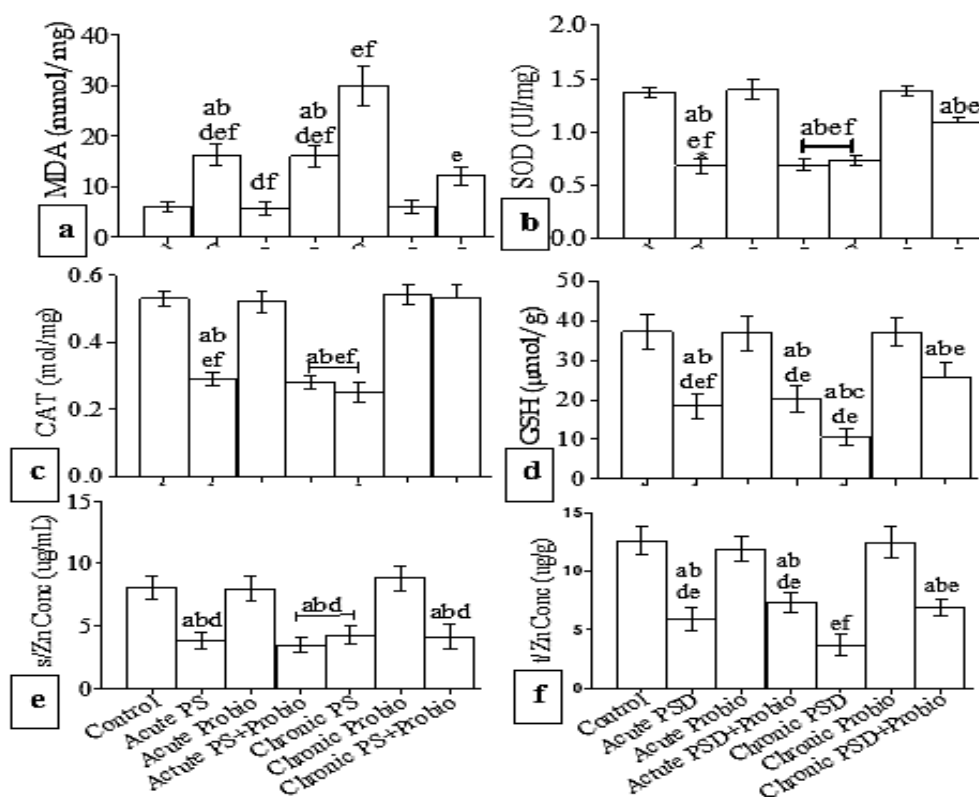 MDA (mmol/mg)
40
30
20
10
0
ab
def
df
ab
def
ef
e
a
SOD (UI/mg)
2.0
1.5
1.0
0.5
0.0
ab
ef
*
abef
abe
b
CAT (mol/mg)
0.6
0.4
0.2
0.0
ab
ef
abef
c
GSH (µmol/g)
50
40
30
20
10
0
ab
def
ab
de
abc
de
abe
d
s/Zn Conc (ug/mL)
15
10
5
0
abd
abd
abd
e
Control
Acute PS
Acute Probio
Actute PS+Probio
Chronic PS
Chronic Probio
Chronic PS+Probio
t/Zn Conc (ug/g)
15
10
5
0
ab
de
ab
de
ef
abe
f
Control
Acute PSD
Acute Probio
Actute PSD+Probio
Chronic PSD
Chronic Probio
Chronic PSD+Probio